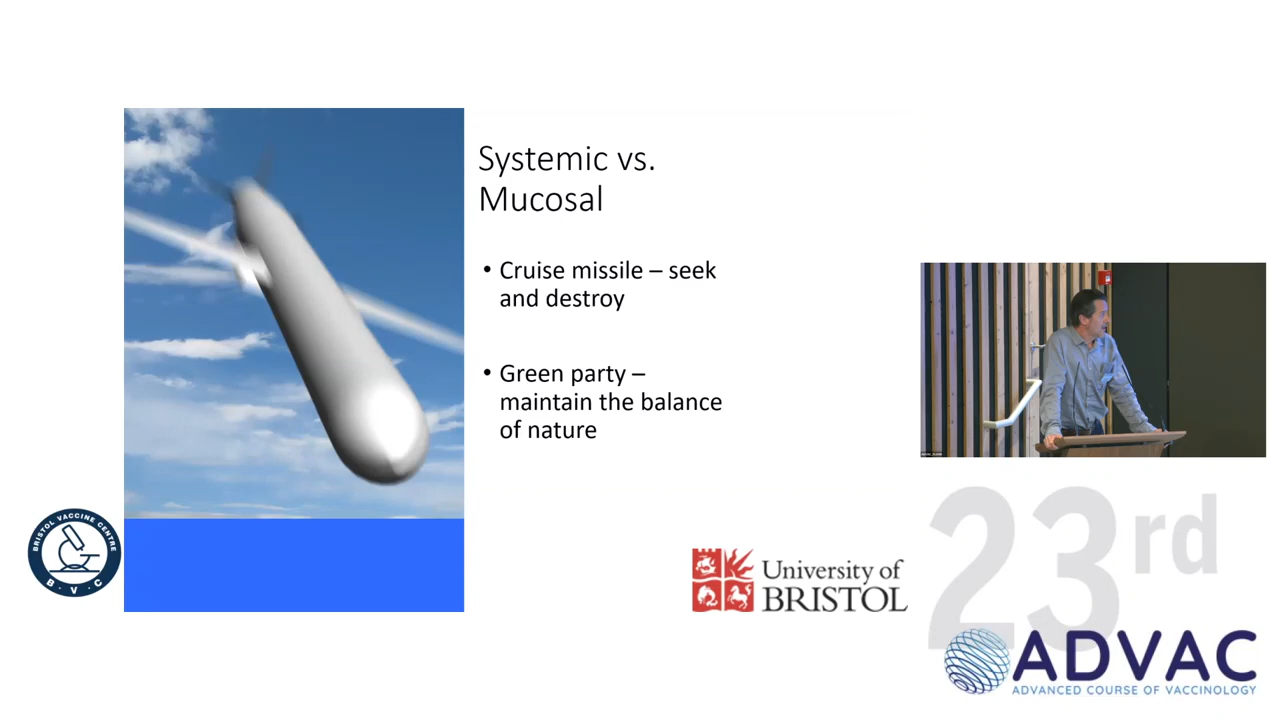 Systemic vs.
Mucosal
• Cruise missile – seek
and destroy
• Green party –
maintain the balance
of nature
BRISTOL VACCINE CENTRE
B · V · C
University of
BRISTOL
23rd
ADVAC
ADVANCED COURSE OF VACCINOLOGY